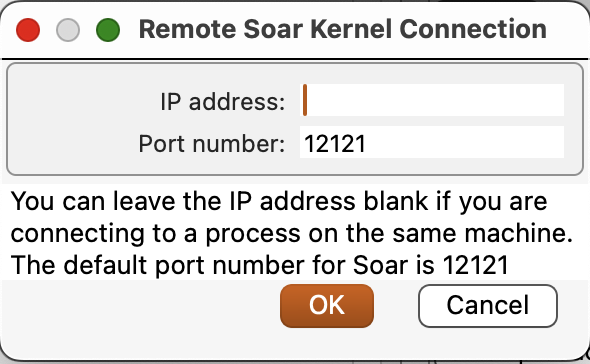 Remote Soar Kernel Connection
IP address:
Port number: 12121
You can leave the IP address blank if you are
connecting to a process on the same machine.
The default port number for Soar is 12121
OK Cancel